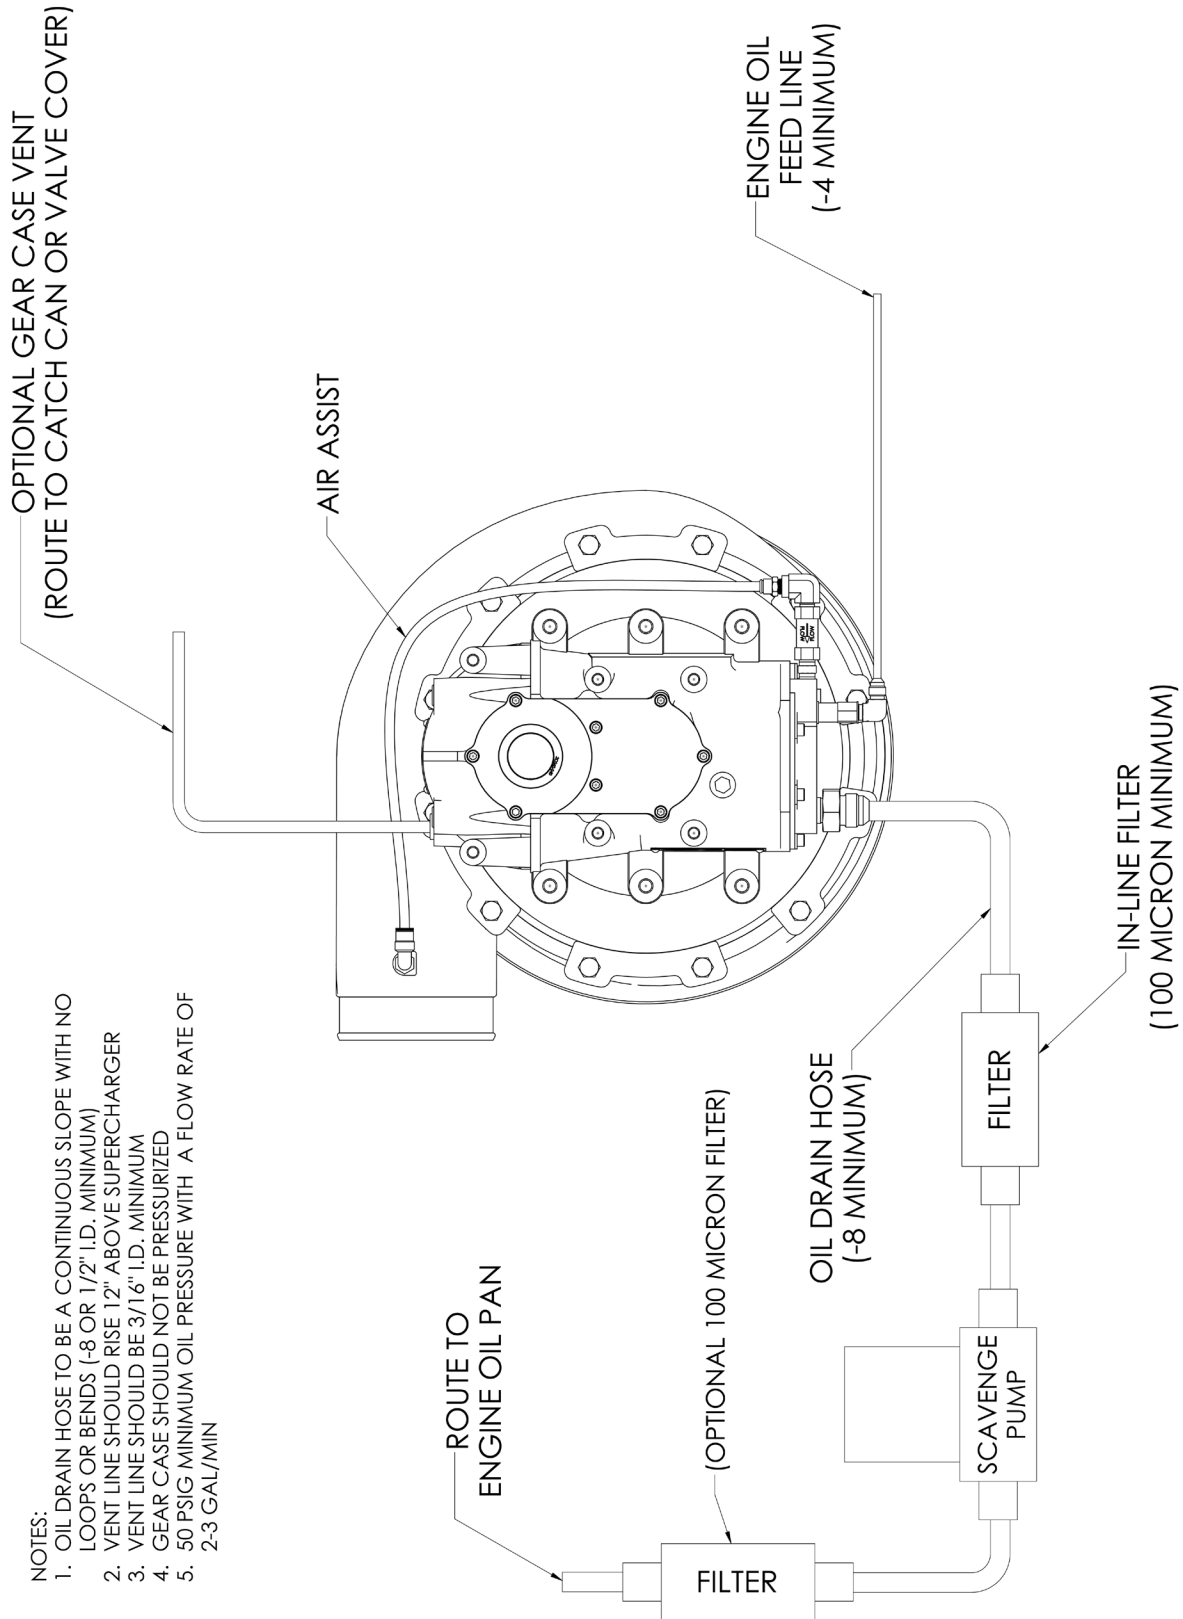 NOTES:
1. OIL DRAIN HOSE TO BE A CONTINUOUS SLOPE WITH NO
LOOPS OR BENDS (-8 OR 1/2" I.D. MINIMUM)
2. VENT LINE SHOULD RISE 12" ABOVE SUPERCHARGER
3. VENT LINE SHOULD BE 3/16" I.D. MINIMUM
4. GEAR CASE SHOULD NOT BE PRESSURIZED
5. 50 PSIG MINIMUM OIL PRESSURE WITH A FLOW RATE OF
2-3 GAL/MIN
OPTIONAL GEAR CASE VENT
(ROUTE TO CATCH CAN OR VALVE COVER)
AIR ASSIST
FLOW
ENGINE OIL
FEED LINE
(-4 MINIMUM)
ROUTE TO
ENGINE OIL PAN
(OPTIONAL 100 MICRON FILTER)
FILTER
OIL DRAIN HOSE
(-8 MINIMUM)
SCAVENGE
PUMP
FILTER
IN-LINE FILTER
(100 MICRON MINIMUM)